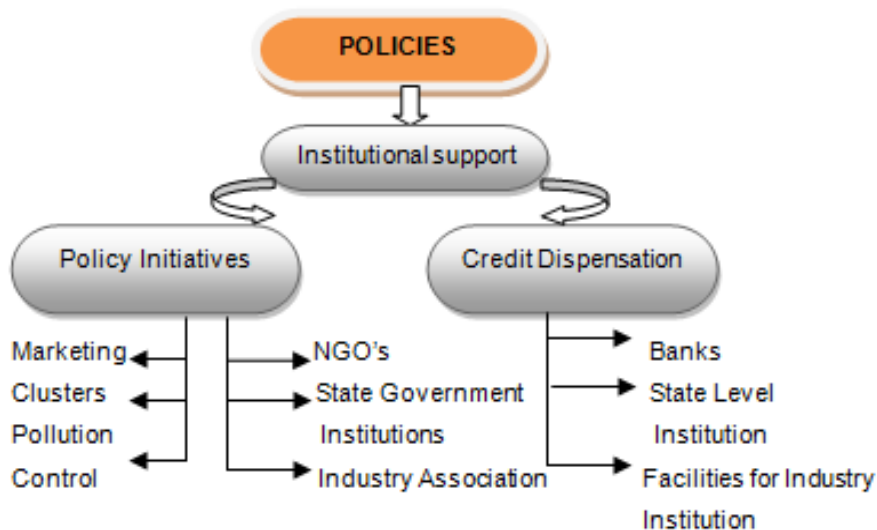 POLICIES
Institutional support
Policy Initiatives
Credit Dispensation
Marketing
Clusters
Pollution
Control
NGO's
State Government
Institutions
Industry Association
Banks
State Level
Institution
Facilities for Industry
Institution